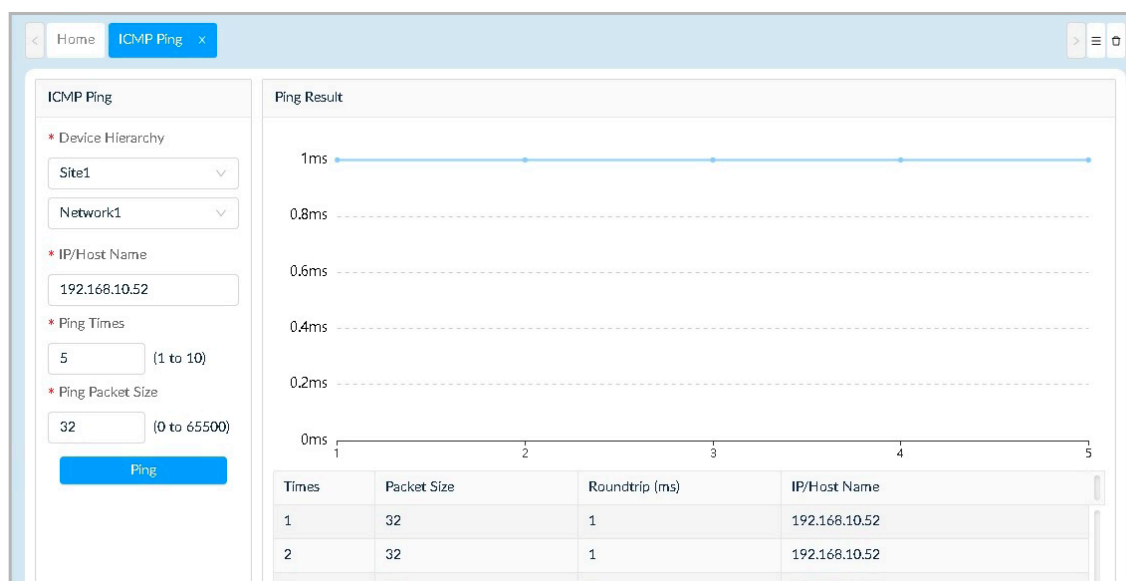 Home
ICMP Ping x
ICMP Ping
* Device Hierarchy
Site1
Network1
* IP/Host Name
192.168.10.52
* Ping Times
5 (1 to 10)
* Ping Packet Size
32 (0 to 65500)
Ping
Ping Result
1ms
0.8ms
0.6ms
0.4ms
0.2ms
0ms
1 2 3 4 5
Times Packet Size Roundtrip (ms) IP/Host Name
1 32 1 192.168.10.52
2 32 1 192.168.10.52